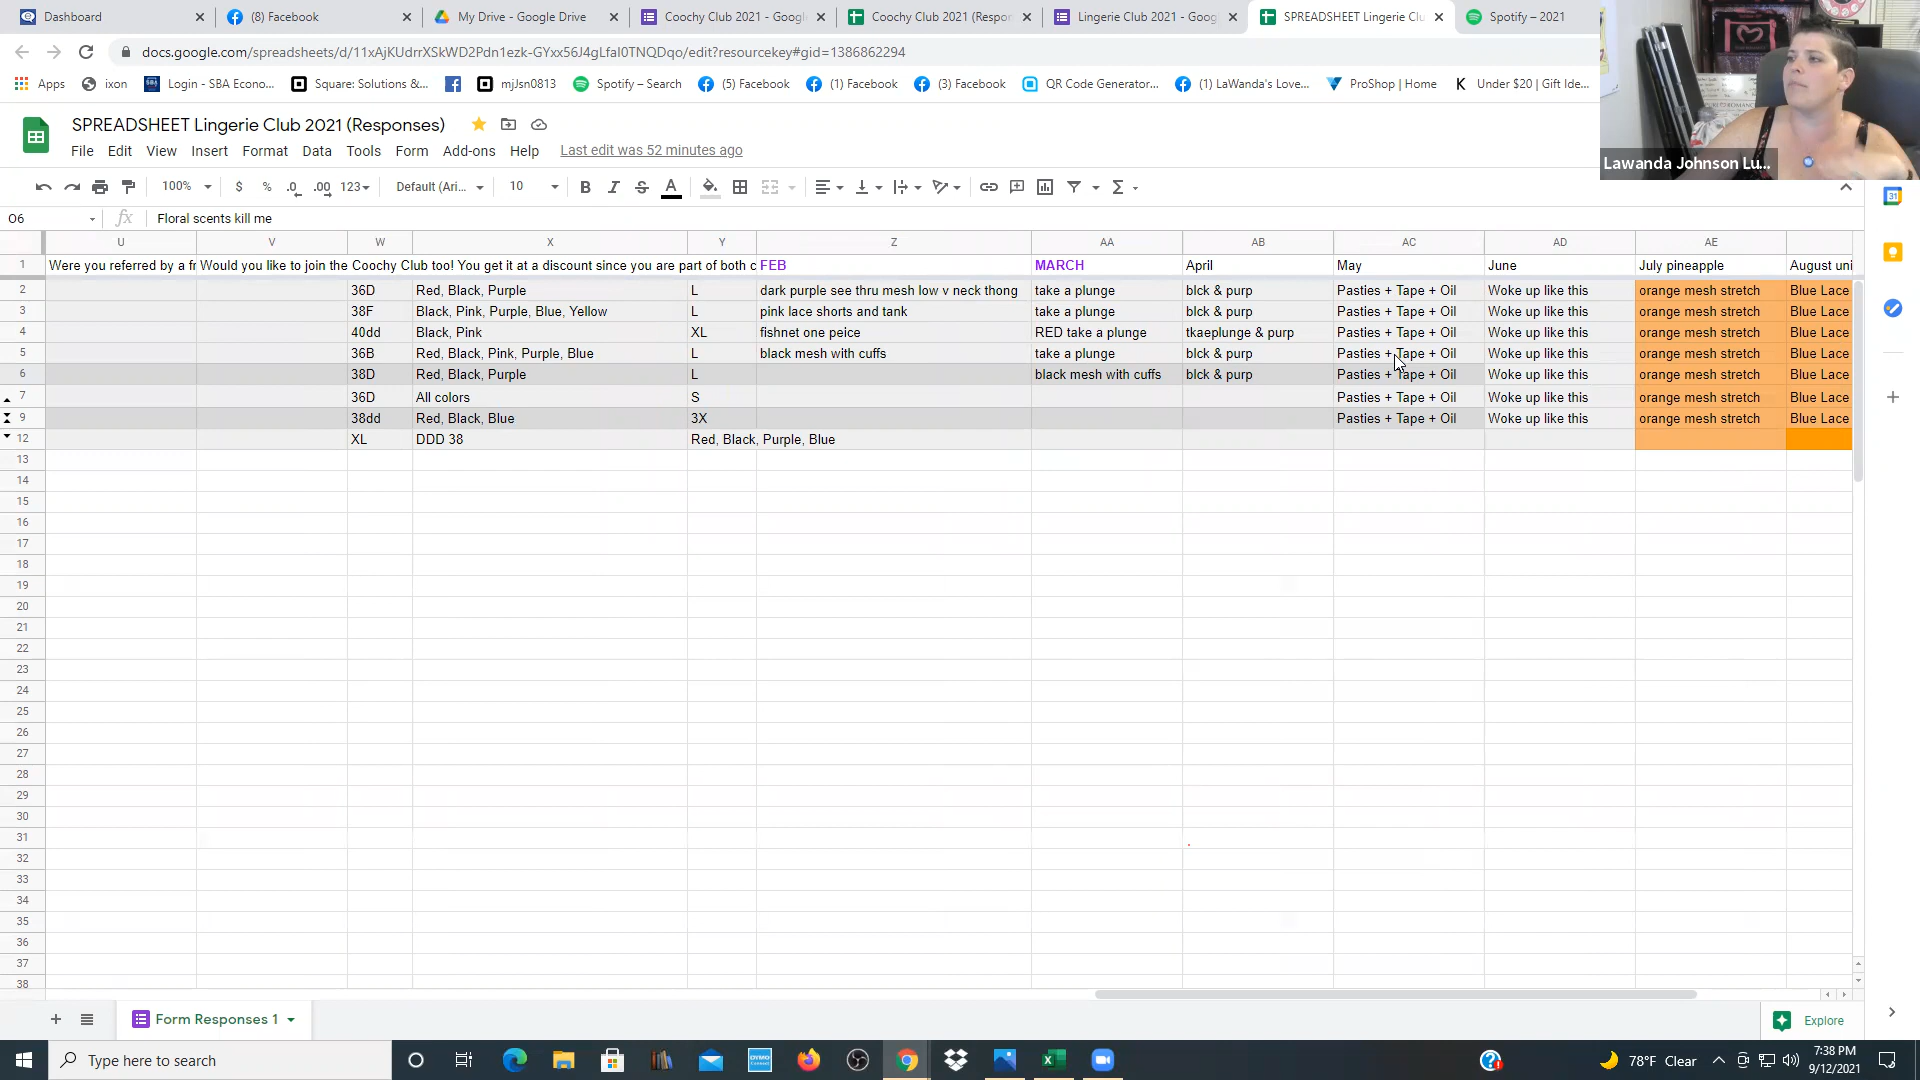 Dashboard
(8) Facebook
My Drive - Google Drive
Coochy Club 2021 - Googl
Coochy Club 2021 (Respon
Lingerie Club 2021 - Goog
SPREADSHEET Lingerie Clu
Spotify – 2021
docs.google.com/spreadsheets/d/11xAjKUdrrXSkWD2Pdn1ezk-GYxx56J4gLfaI0TNQDqo/edit?resourcekey#gid=1386862294
Apps
ixon
Login - SBA Econo...
Square: Solutions &...
mjJsn0813
Spotify – Search
(5) Facebook
(1) Facebook
(3) Facebook
QR Code Generator...
(1) LaWanda's Love...
ProShop | Home
K Under $20 | Gift Ide...
SPREADSHEET Lingerie Club 2021 (Responses)
File Edit View Insert Format Data Tools Form Add-ons Help Last edit was 52 minutes ago
Lawanda Johnson Lu...
100% $ % .0 .00 123 Default (Ari... 10 B I S A
31
O6 fx Floral scents kill me
U V W X Y Z AA AB AC AD AE
1 Were you referred by a fr Would you like to join the Coochy Club too! You get it at a discount since you are part of both c FEB MARCH April May June July pineapple August uni
2 36D Red, Black, Purple L dark purple see thru mesh low v neck thong take a plunge blck & purp Pasties + Tape + Oil Woke up like this orange mesh stretch Blue Lace
3 38F Black, Pink, Purple, Blue, Yellow L pink lace shorts and tank take a plunge blck & purp Pasties + Tape + Oil Woke up like this orange mesh stretch Blue Lace
4 40dd Black, Pink XL fishnet one peice RED take a plunge tkaeplunge & purp Pasties + Tape + Oil Woke up like this orange mesh stretch Blue Lace
5 36B Red, Black, Pink, Purple, Blue L black mesh with cuffs take a plunge blck & purp Pasties + Tape + Oil Woke up like this orange mesh stretch Blue Lace
6 38D Red, Black, Purple L black mesh with cuffs blck & purp Pasties + Tape + Oil Woke up like this orange mesh stretch Blue Lace
7 36D All colors S Pasties + Tape + Oil Woke up like this orange mesh stretch Blue Lace
9 38dd Red, Black, Blue 3X Pasties + Tape + Oil Woke up like this orange mesh stretch Blue Lace
12 XL DDD 38 Red, Black, Purple, Blue
13
14
15
16
17
18
19
20
21
22
23
24
25
26
27
28
29
30
31
32
33
34
35
36
37
38
Form Responses 1
Explore
Type here to search
78°F Clear
7:38 PM
9/12/2021